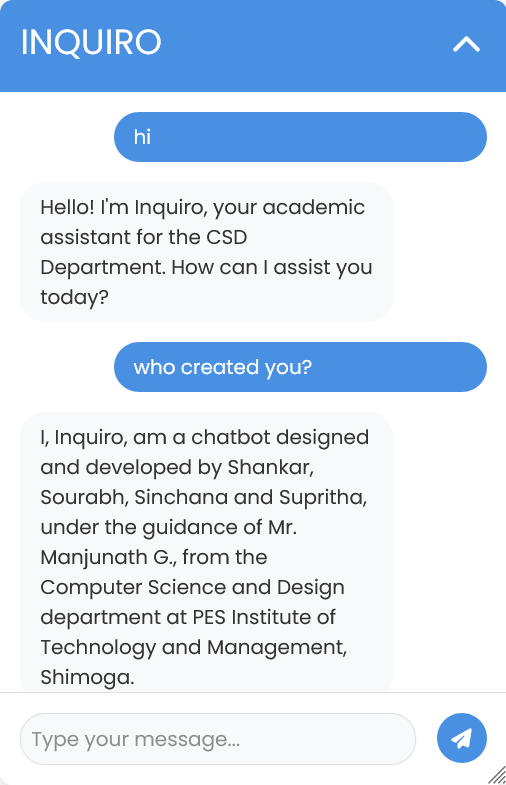 INQUIRO
hi
Hello! I'm Inquiro, your academic
assistant for the CSD
Department. How can I assist you
today?
who created you?
I, Inquiro, am a chatbot designed
and developed by Shankar,
Sourabh, Sinchana and Supritha,
under the guidance of Mr.
Manjunath G., from the
Computer Science and Design
department at PES Institute of
Technology and Management,
Shimoga.
Type your message...